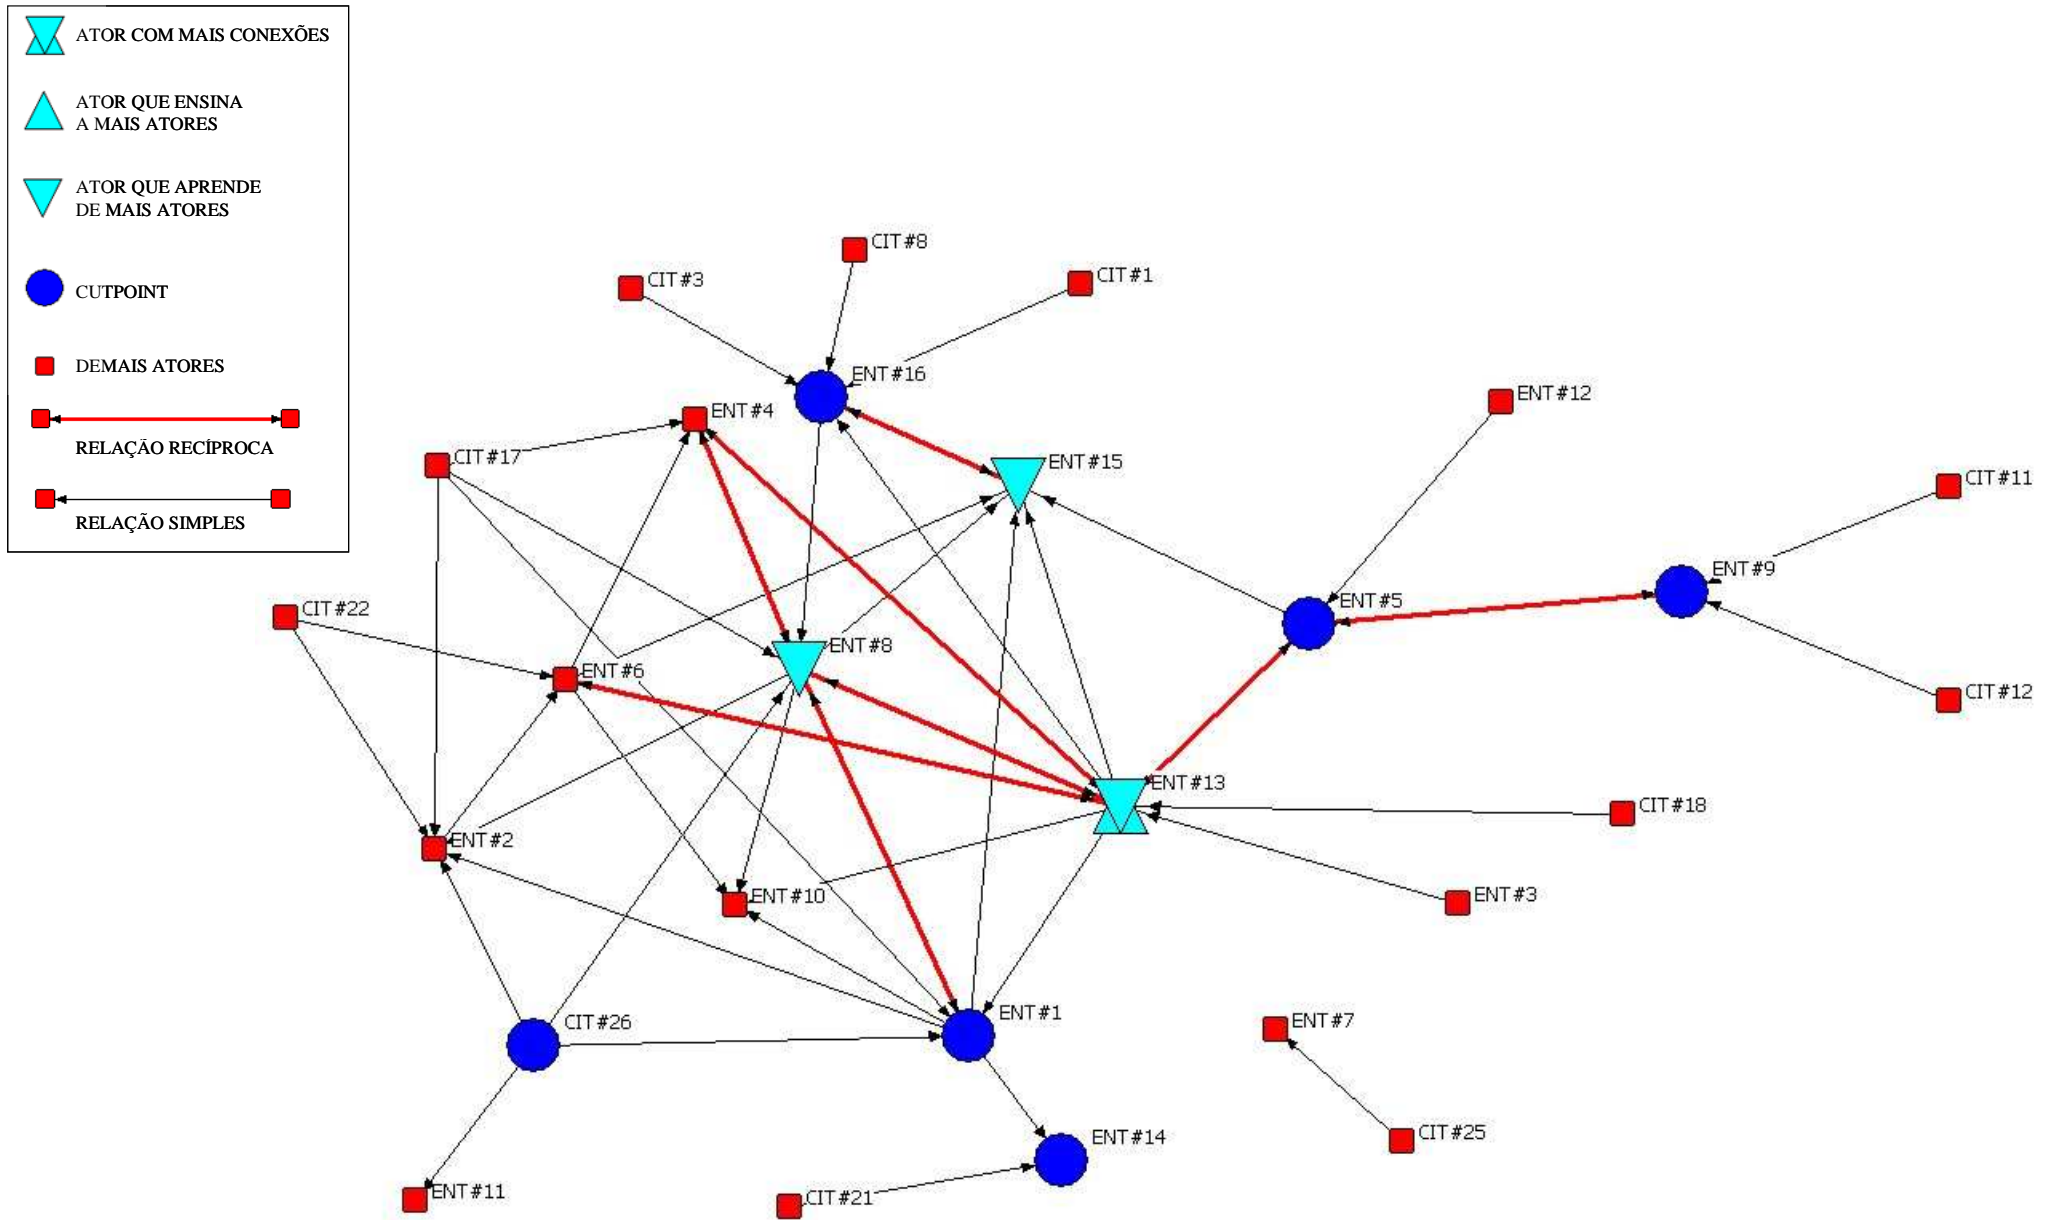 ATOR COM MAIS CONEXÕES
ATOR QUE ENSINA
A MAIS ATORES
ATOR QUE APRENDE
DE MAIS ATORES
CUTPOINT
DEMAIS ATORES
RELAÇÃO RECÍPROCA
RELAÇÃO SIMPLES
CIT#8
CIT#3
CIT#1
ENT#16
ENT#12
ENT#4
CIT#17
ENT#15
CIT#11
ENT#9
CIT#22
ENT#5
ENT#8
ENT#6
CIT#12
ENT#13
CIT#18
ENT#2
ENT#10
ENT#3
ENT#1
CIT#26
ENT#7
CIT#25
ENT#14
ENT#11
CIT#21